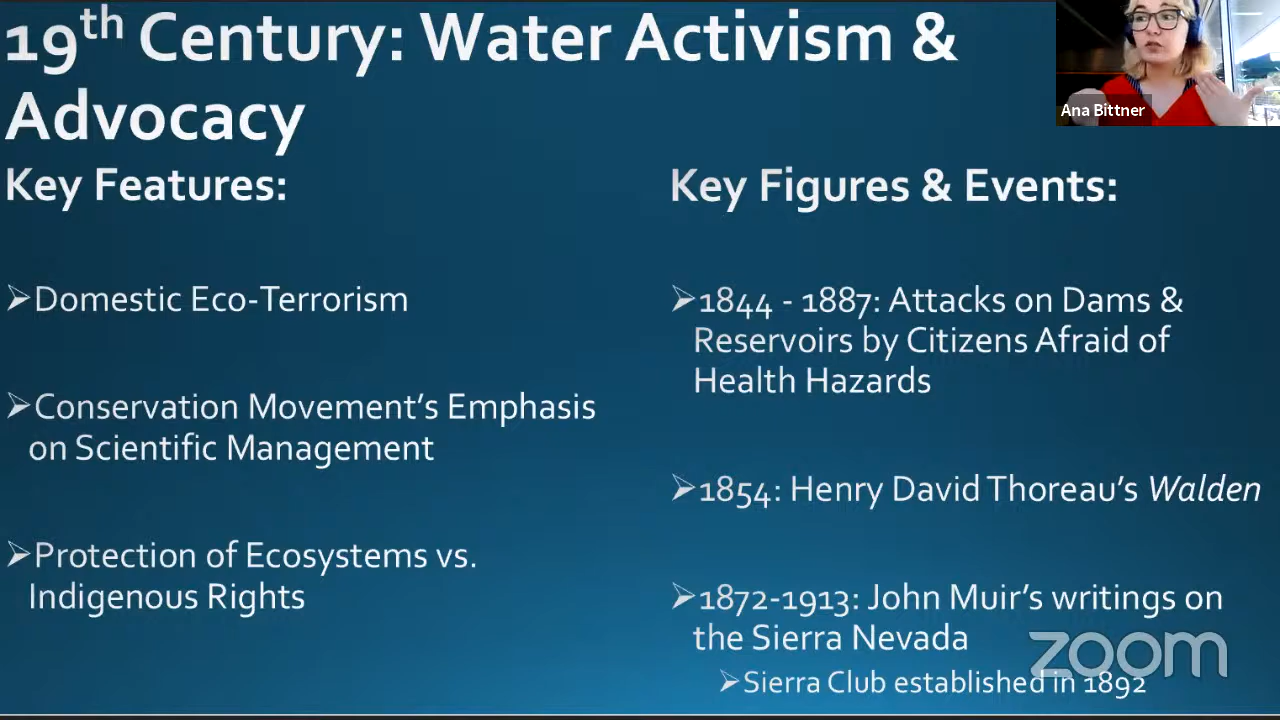 19th Century: Water Activism &
Advocacy
Ana Bittner
Key Features:
➢Domestic Eco-Terrorism
➢Conservation Movement's Emphasis
on Scientific Management
➢Protection of Ecosystems vs.
Indigenous Rights
Key Figures & Events:
➢1844 - 1887: Attacks on Dams &
Reservoirs by Citizens Afraid of
Health Hazards
➢1854: Henry David Thoreau's Walden
➢1872-1913: John Muir's writings on
the Sierra Nevada
➢Sierra Club established in 1892
zoom